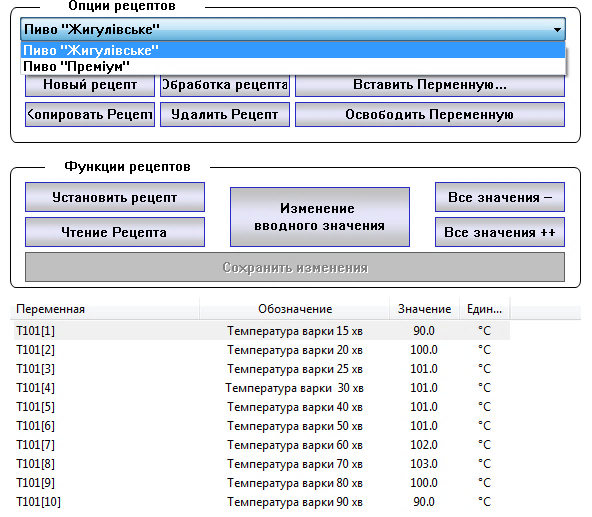 Опции рецептов
Пиво "Жигулівське"
Пиво "Жигулівське"
Пиво "Преміум"
Новый рецепт Обработка рецепта Вставить Перменную...
Копировать Рецепт Удалить Рецепт Освободить Переменную
Функции рецептов
Установить рецепт Изменение вводного значения Все значения –
Чтение Рецепта Все значения ++
Сохранить изменения
Переменная Обозначение Значение Един...
T101[1] Температура варки 15 хв 90.0 °C
T101[2] Температура варки 20 хв 100.0 °C
T101[3] Температура варки 25 хв 101.0 °C
T101[4] Температура варки 30 хв 101.0 °C
T101[5] Температура варки 40 хв 101.0 °C
T101[6] Температура варки 50 хв 101.0 °C
T101[7] Температура варки 60 хв 102.0 °C
T101[8] Температура варки 70 хв 103.0 °C
T101[9] Температура варки 80 хв 100.0 °C
T101[10] Температура варки 90 хв 90.0 °C